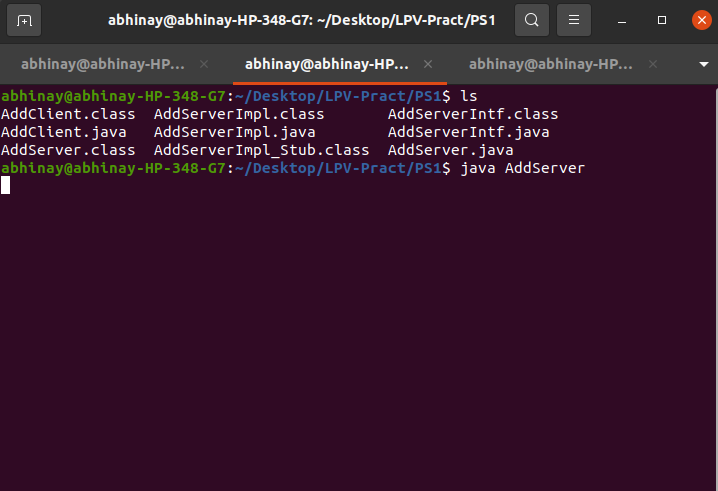 abhinay@abhinay-HP-348-G7: ~/Desktop/LPV-Pract/PS1
abhinay@abhinay-HP... abhinay@abhinay-HP... abhinay@abhinay-HP...
abhinay@abhinay-HP-348-G7:~/Desktop/LPV-Pract/PS1$ ls
AddClient.class  AddServerImpl.class       AddServerIntf.class
AddClient.java  AddServerImpl.java        AddServerIntf.java
AddServer.class  AddServerImpl_Stub.class  AddServer.java
abhinay@abhinay-HP-348-G7:~/Desktop/LPV-Pract/PS1$ java AddServer